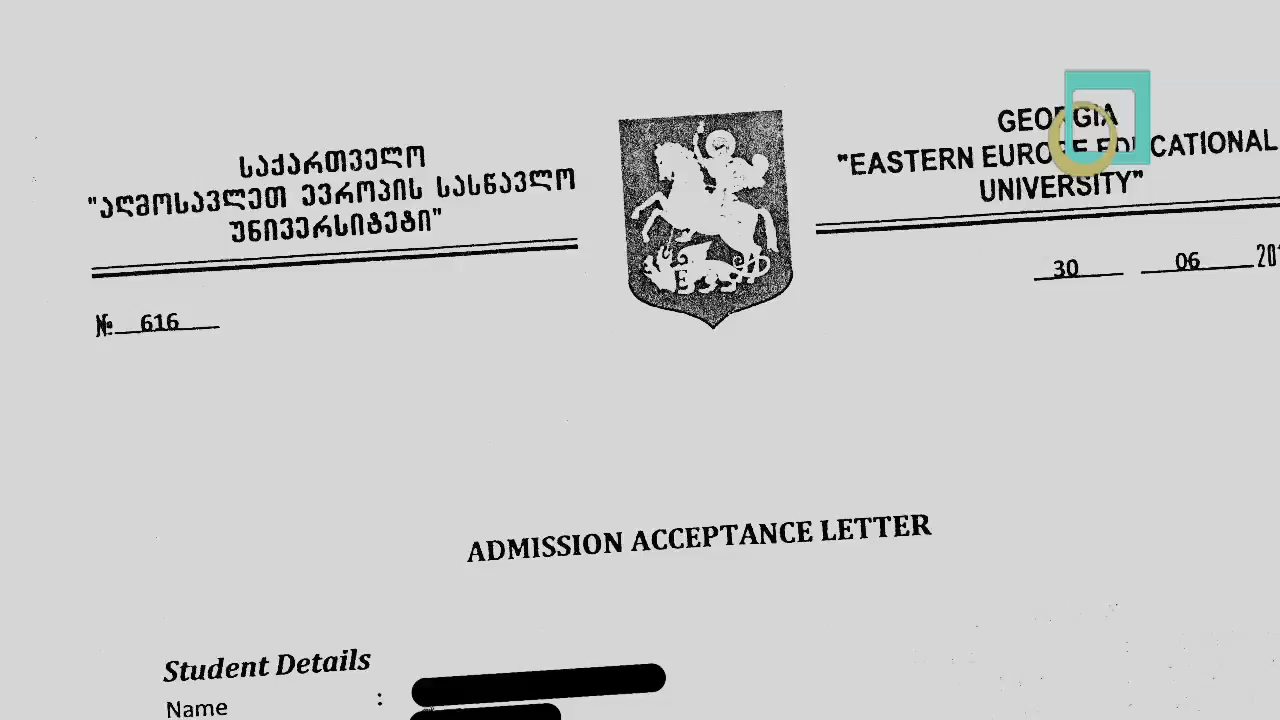 საქართველო
"აღმოსავლეთ ევროპის სასწავლო
უნივერსიტეტი"
№ 616
GEORGIA
"EASTERN EUROPE EDUCATIONAL
UNIVERSITY"
30 06
ADMISSION ACCEPTANCE LETTER
Student Details
Name :